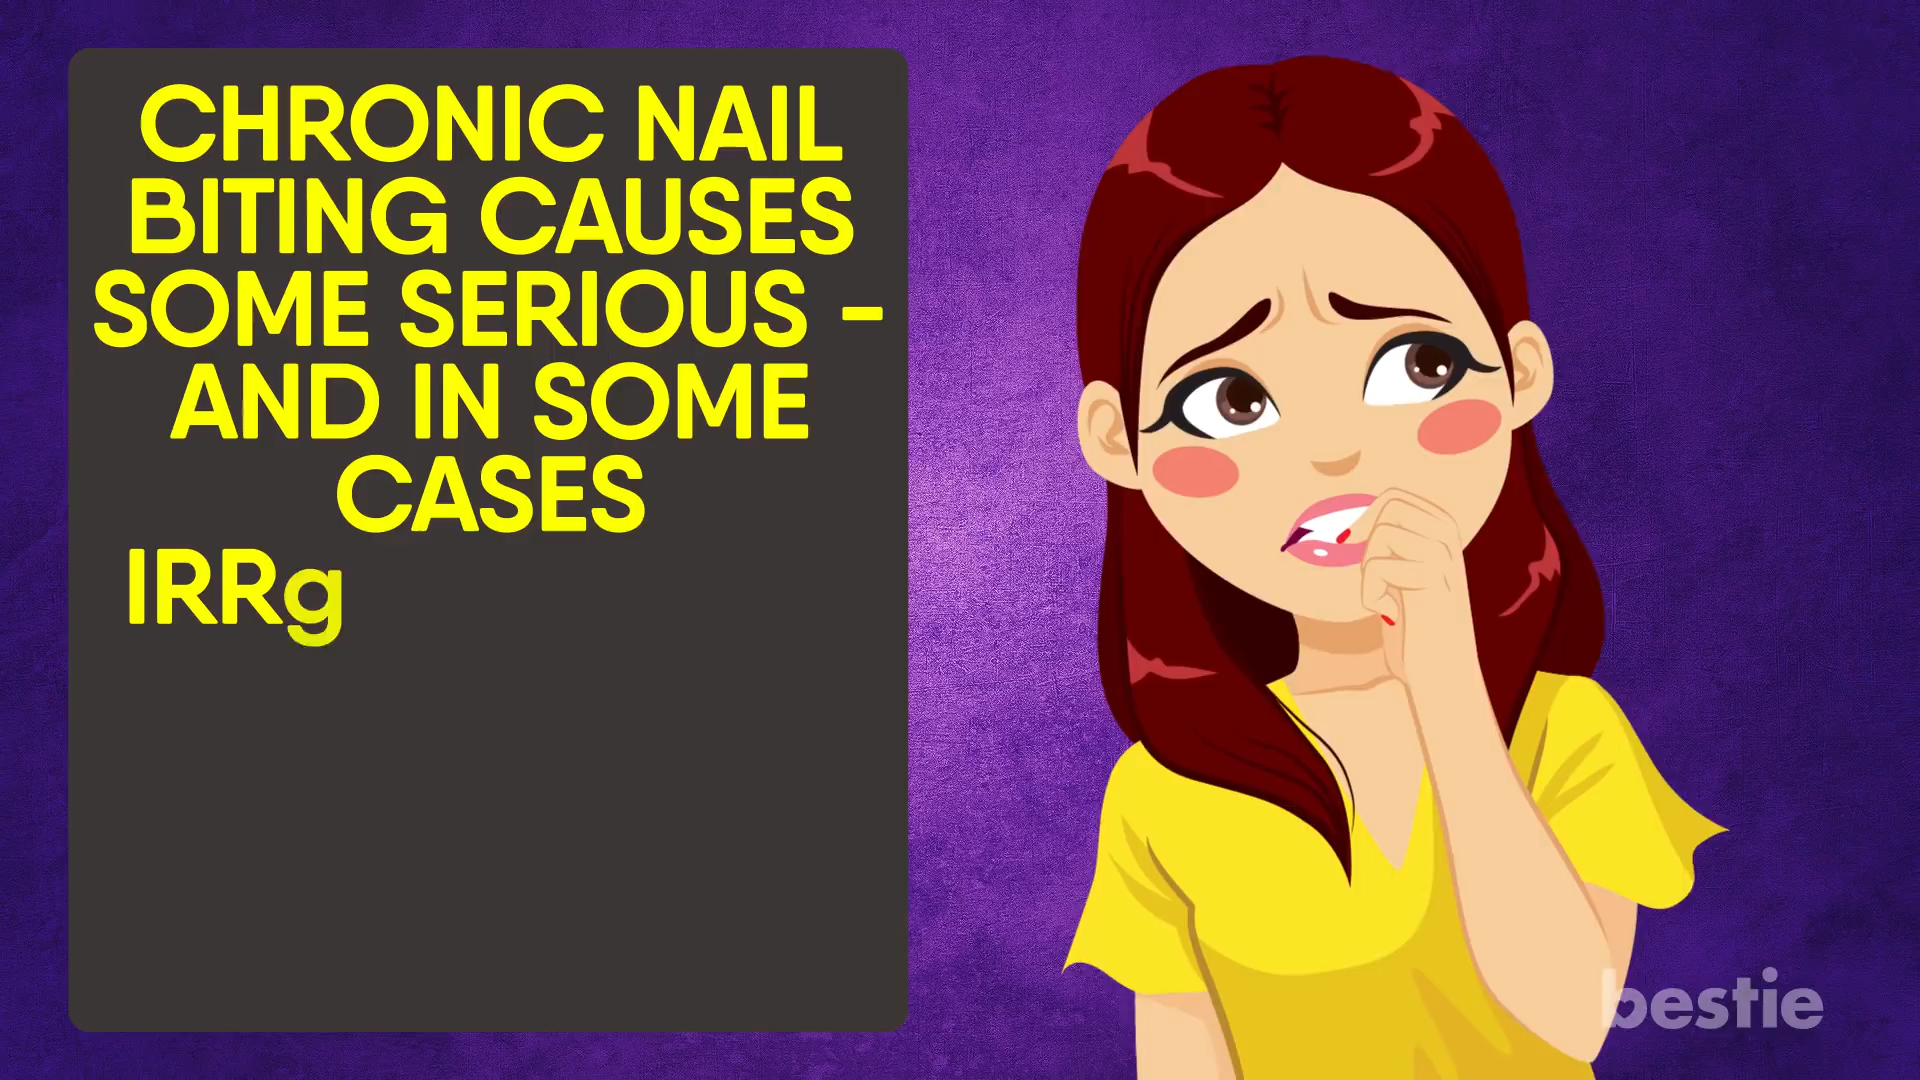 CHRONIC NAIL
BITING CAUSES
SOME SERIOUS -
AND IN SOME
CASES
IRRg
bestie